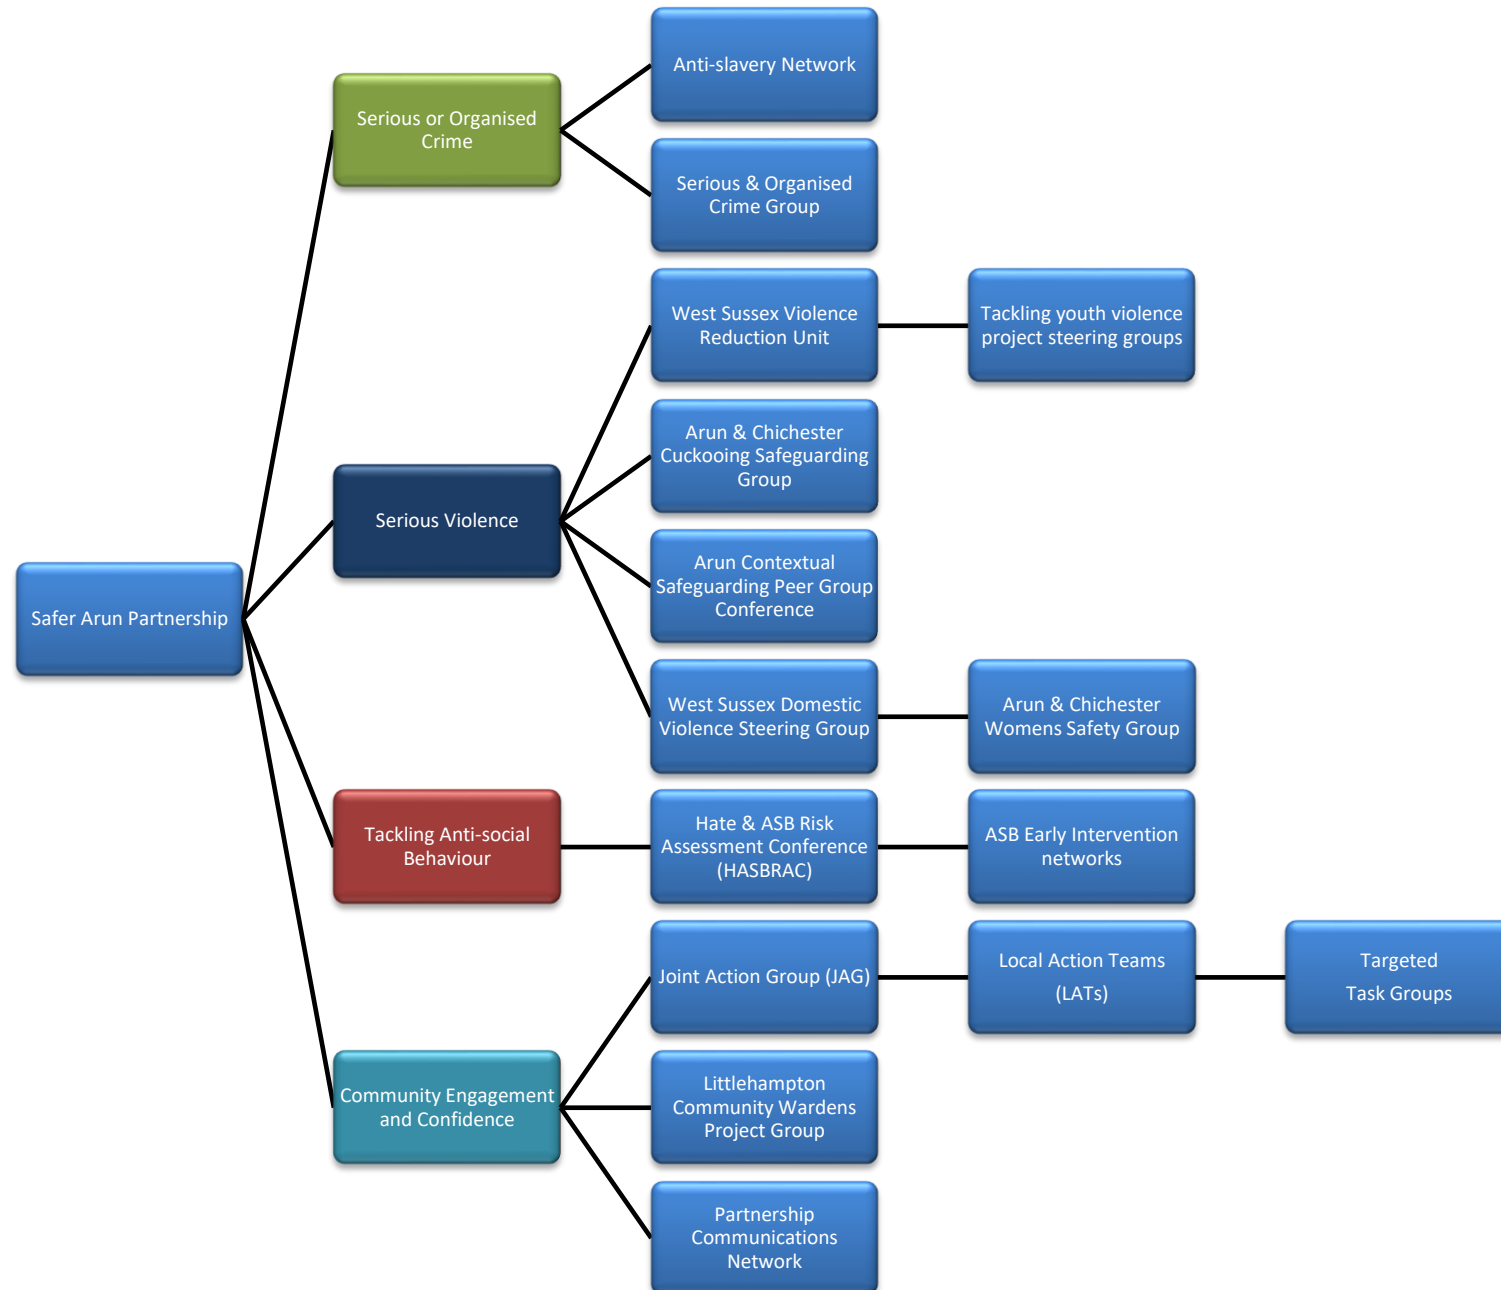 Safer Arun Partnership
Serious or Organised
Crime
Anti-slavery Network
Serious & Organised
Crime Group
Serious Violence
West Sussex Violence
Reduction Unit
Tackling youth violence
project steering groups
Arun & Chichester
Cuckooing Safeguarding
Group
Arun Contextual
Safeguarding Peer Group
Conference
West Sussex Domestic
Violence Steering Group
Arun & Chichester
Womens Safety Group
Tackling Anti-social
Behaviour
Hate & ASB Risk
Assessment Conference
(HASBRAC)
ASB Early Intervention
networks
Community Engagement
and Confidence
Joint Action Group (JAG)
Local Action Teams
(LATs)
Targeted
Task Groups
Littlehampton
Community Wardens
Project Group
Partnership
Communications
Network